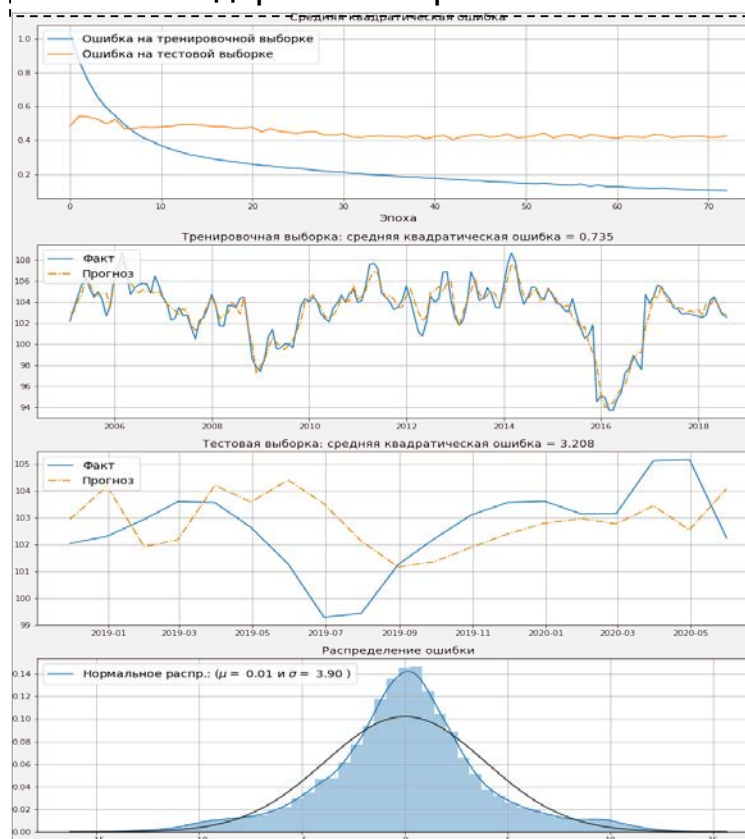 Средняя квадратическая ошибка
Ошибка на тренировочной выборке
Ошибка на тестовой выборке
1.0
0.8
0.6
0.4
0.2
0 10 20 30 40 50 60 70
Эпоха
Тренировочная выборка: средняя квадратическая ошибка = 0.735
Факт
Прогноз
108
106
104
102
100
98
96
94
2006 2008 2010 2012 2014 2016 2018
Тестовая выборка: средняя квадратическая ошибка = 3.208
Факт
Прогноз
105
104
103
102
101
100
99
2019-01 2019-03 2019-05 2019-07 2019-09 2019-11 2020-01 2020-03 2020-05
Распределение ошибки
Нормальное распр.: (μ = 0.01 и σ = 3.90 )
0.14
0.12
0.10
0.08
0.06
0.04
0.02
0.00